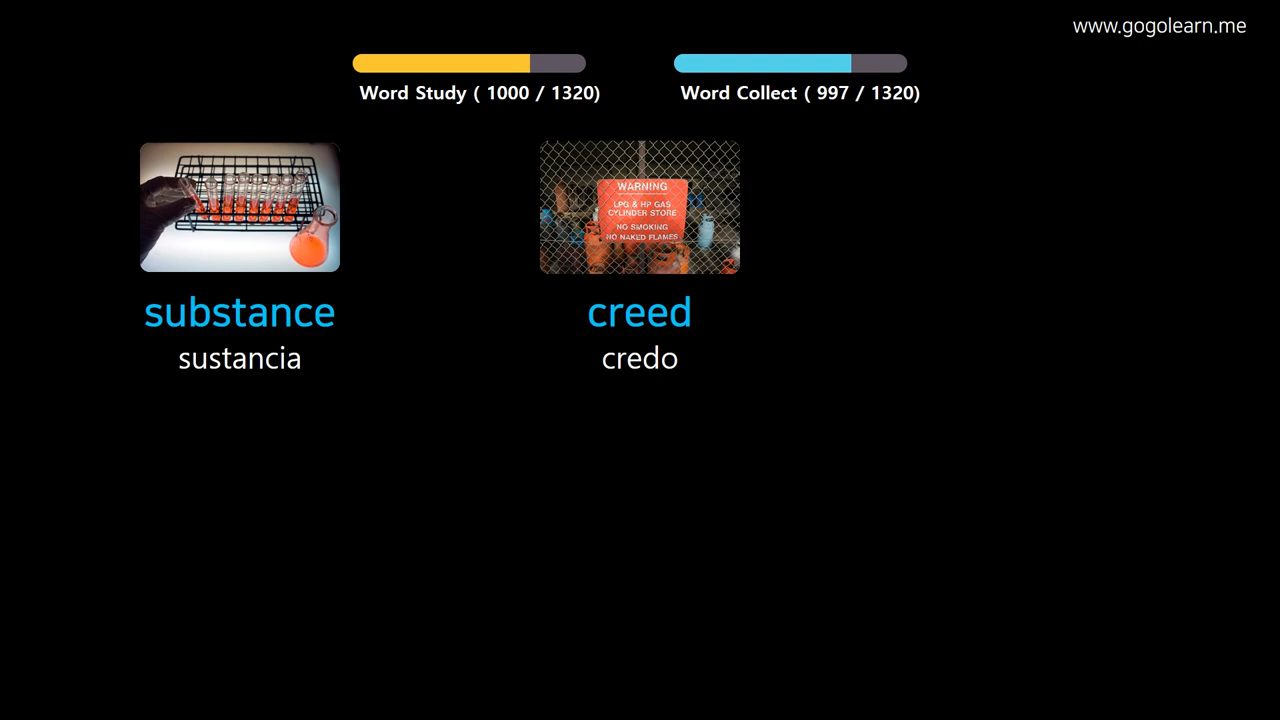 www.gogolearn.me
Word Study ( 1000 / 1320)
Word Collect ( 997 / 1320)
WARNING
LPG & HP GAS
CYLINDER STORE
NO SMOKING
NO NAKED FLAMES
substance
creed
sustancia
credo